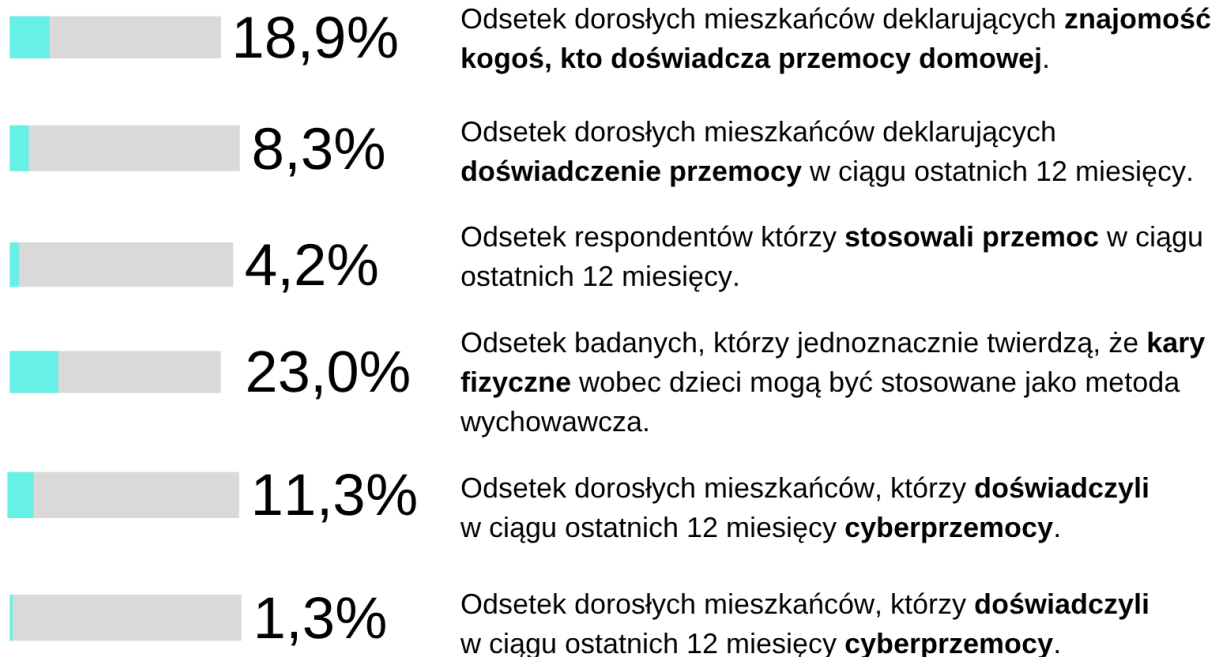 18,9%
Odsetek dorosłych mieszkańców deklarujących znajomość
kogoś, kto doświadcza przemocy domowej.
8,3%
Odsetek dorosłych mieszkańców deklarujących
doświadczenie przemocy w ciągu ostatnich 12 miesięcy.
4,2%
Odsetek respondentów którzy stosowali przemoc w ciągu
ostatnich 12 miesięcy.
23,0%
Odsetek badanych, którzy jednoznacznie twierdzą, że kary
fizyczne wobec dzieci mogą być stosowane jako metoda
wychowawcza.
11,3%
Odsetek dorosłych mieszkańców, którzy doświadczyli
w ciągu ostatnich 12 miesięcy cyberprzemocy.
1,3%
Odsetek dorosłych mieszkańców, którzy doświadczyli
w ciągu ostatnich 12 miesięcy cyberprzemocy.